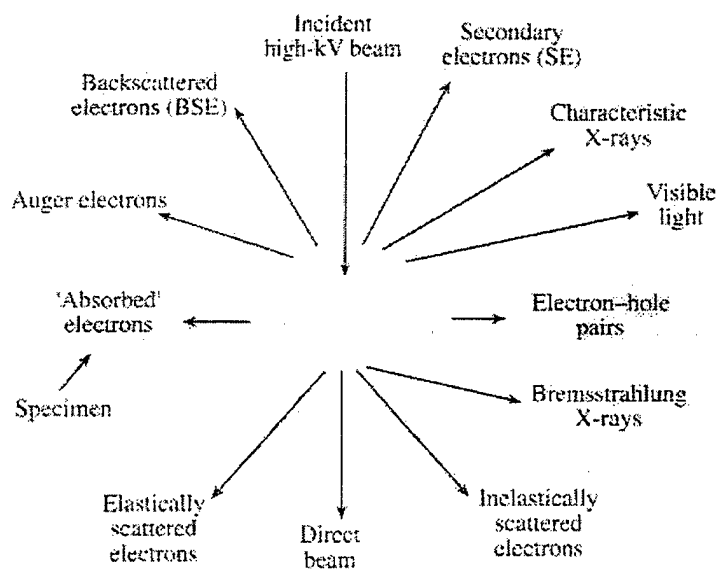 Incident
high-kV beam
Secondary
electrons (SE)
Backscattered
electrons (BSE)
Characteristic
X-rays
Auger electrons
Visible
light
'Absorbed'
electrons
Electron–hole
pairs
Specimen
Bremsstrahlung
X-rays
Elastically
scattered
electrons
Direct
beam
Inelastically
scattered
electrons